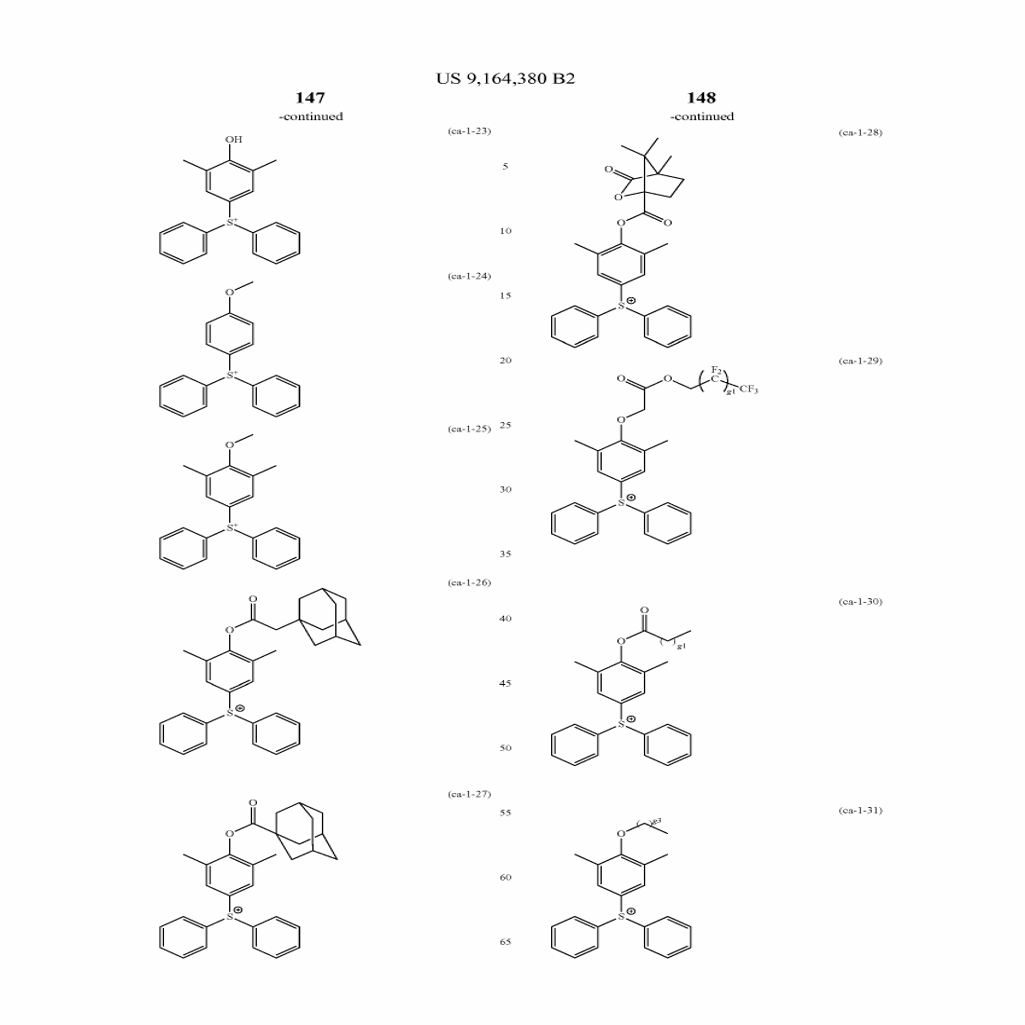 US 9,164,380 B2
147
-continued
(ca-1-23)
OH
S+
(ca-1-24)
O
S+
(ca-1-25)
O
S+
(ca-1-26)
O
O
S⊕
(ca-1-27)
O
O
S⊕
5
10
15
20
25
30
35
40
45
50
55
60
65
148
-continued
(ca-1-28)
O
O
O
O
S⊕
(ca-1-29)
F2
O
O
C
g1
CF3
O
S⊕
(ca-1-30)
O
O
g1
S⊕
(ca-1-31)
g3
O
S⊕